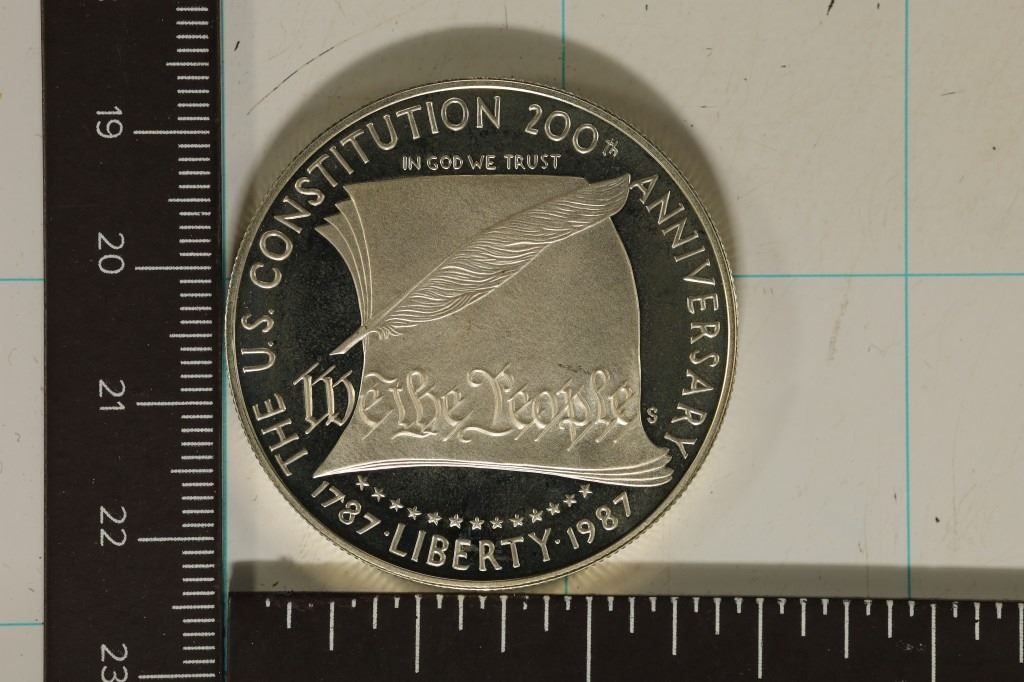 THE U.S. CONSTITUTION 200th ANNIVERSARY
IN GOD WE TRUST
We the People
S
1787 · LIBERTY · 1987
19
20
21
22
23